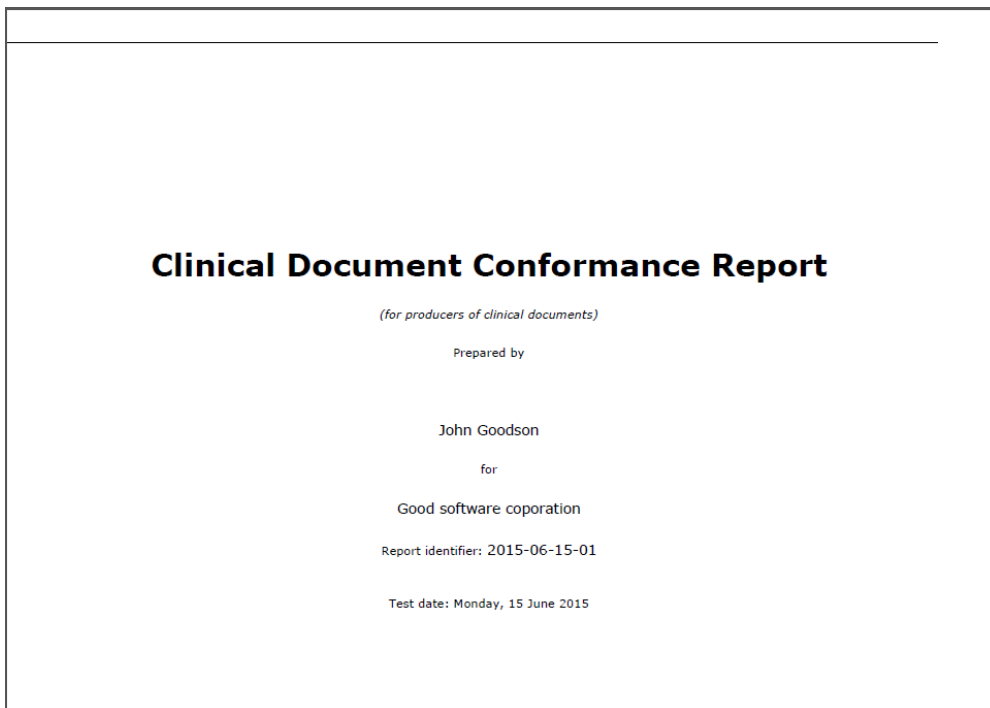 Clinical Document Conformance Report
(for producers of clinical documents)
Prepared by
John Goodson
for
Good software coporation
Report identifier: 2015-06-15-01
Test date: Monday, 15 June 2015